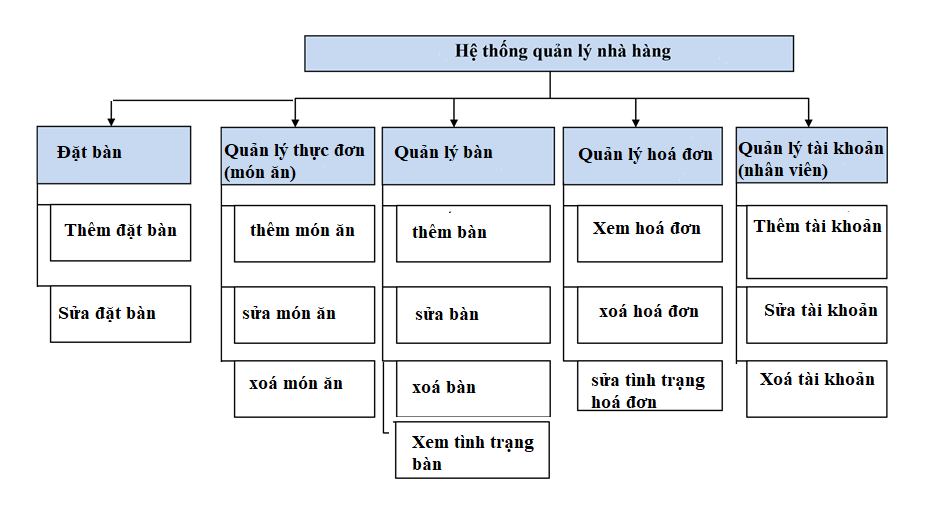 Hệ thống quản lý nhà hàng
Đặt bàn
Quản lý thực đơn
(món ăn)
Quản lý bàn
Quản lý hoá đơn
Quản lý tài khoản
(nhân viên)
Thêm đặt bàn
thêm món ăn
thêm bàn
Xem hoá đơn
Thêm tài khoản
Sửa đặt bàn
sửa món ăn
sửa bàn
xoá hoá đơn
Sửa tài khoản
xoá món ăn
xoá bàn
sửa tình trạng
hoá đơn
Xoá tài khoản
Xem tình trạng
bàn